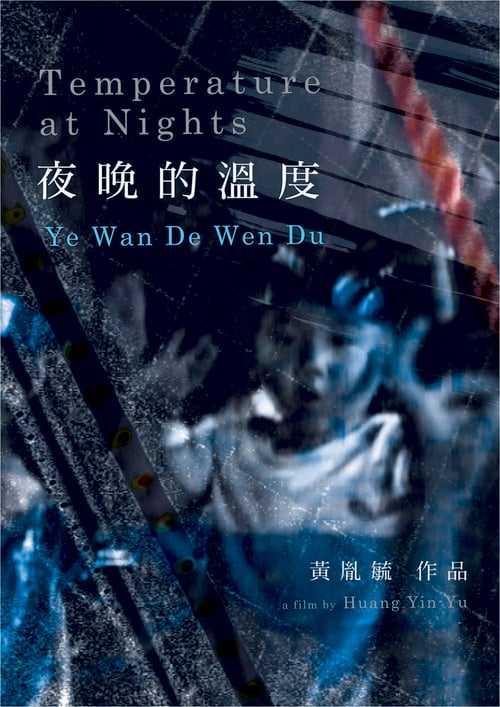 Temperature
at Nights
夜晚的溫度
Ye Wan De Wen Du
黃胤毓 作品
a film by Huang Yin-Yu